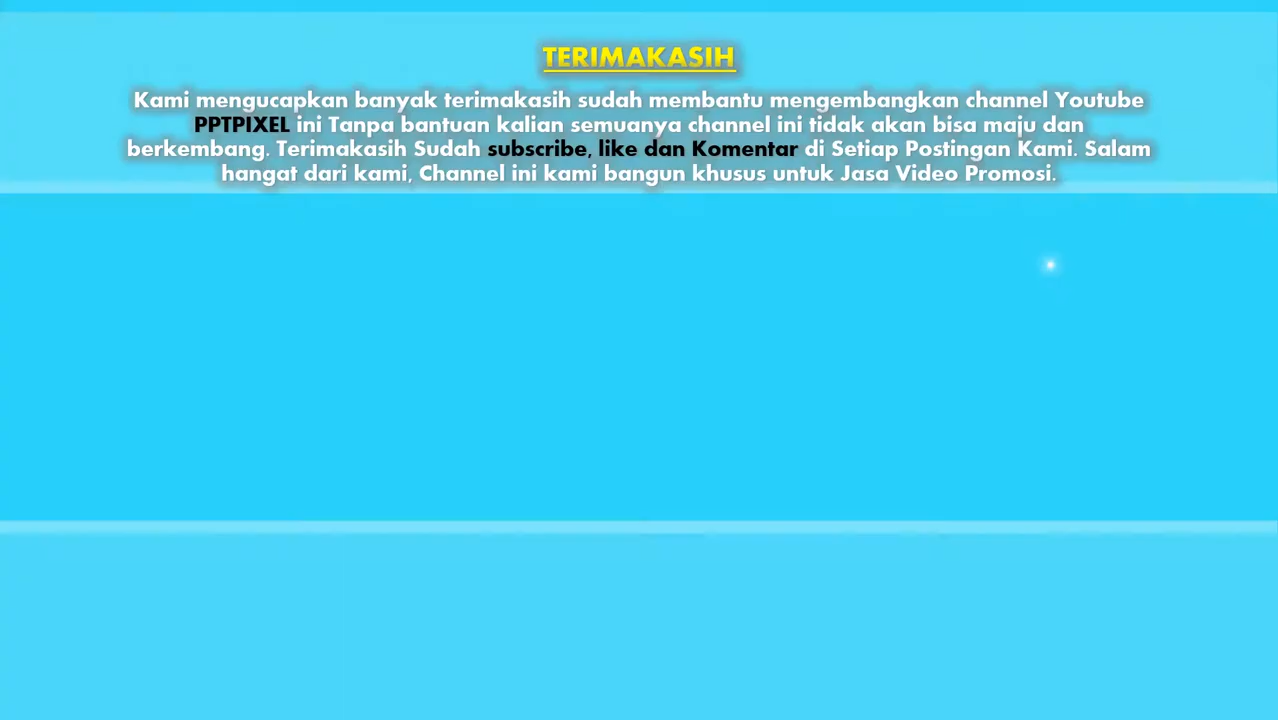 TERIMAKASIH
Kami mengucapkan banyak terimakasih sudah membantu mengembangkan channel Youtube
PPTPIXEL ini Tanpa bantuan kalian semuanya channel ini tidak akan bisa maju dan
berkembang. Terimakasih Sudah subscribe, like dan Komentar di Setiap Postingan Kami. Salam
hangat dari kami, Channel ini kami bangun khusus untuk Jasa Video Promosi.